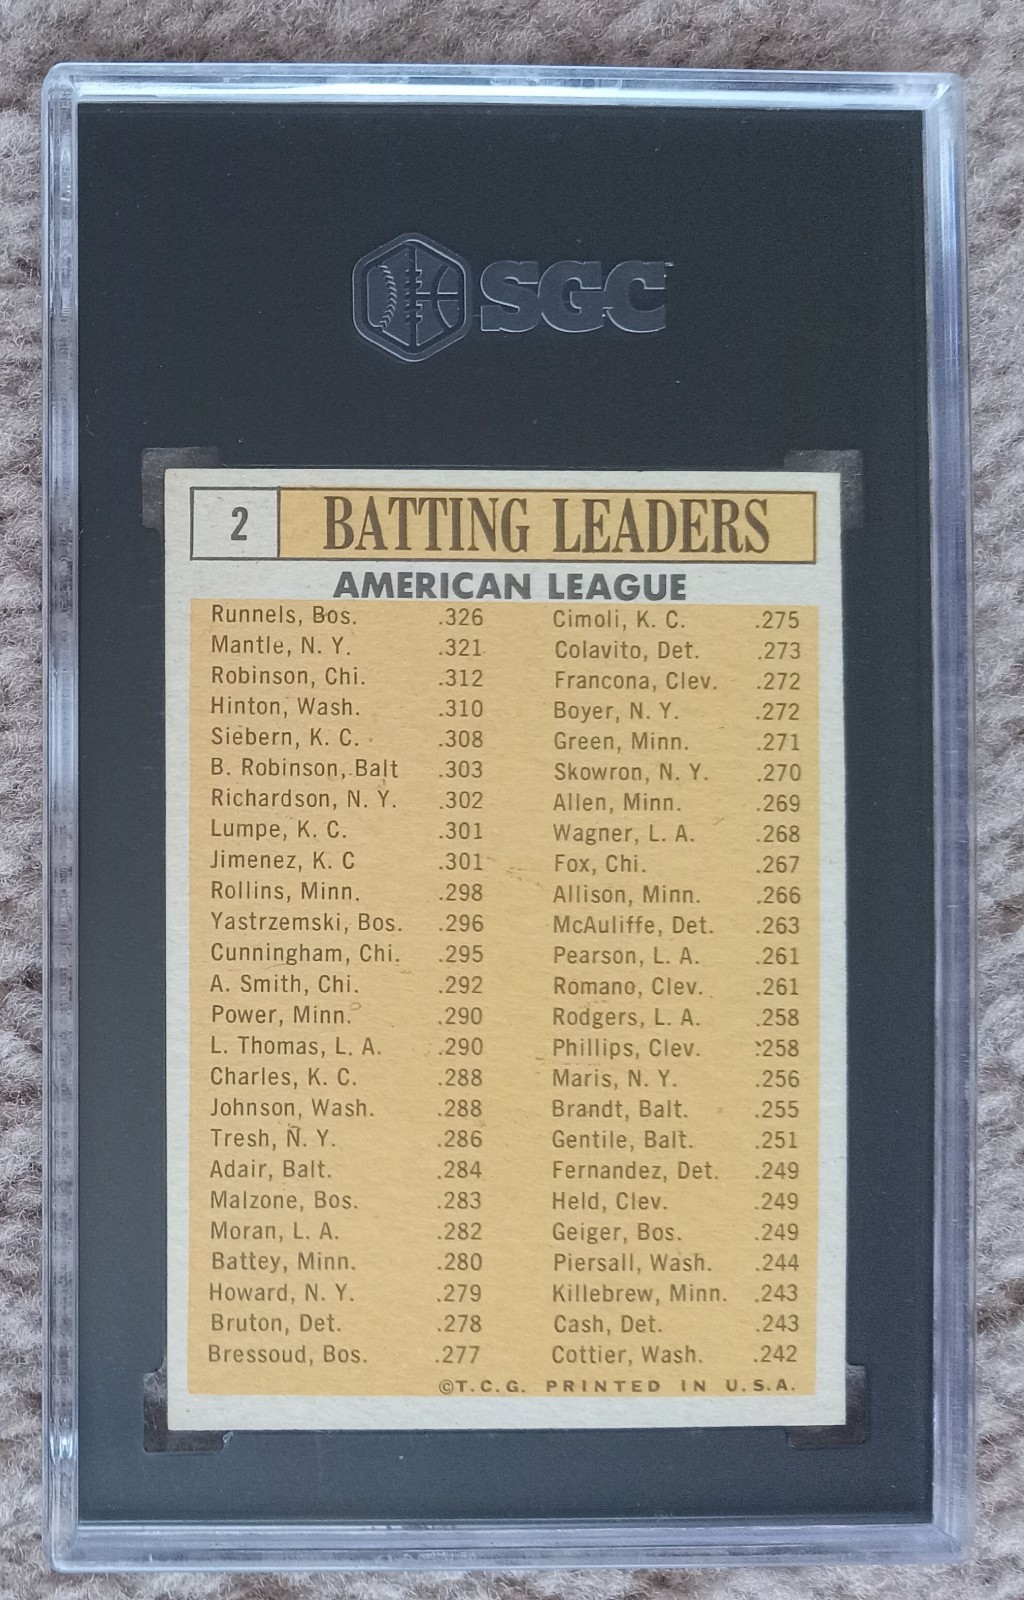 SGC
2 BATTING LEADERS
AMERICAN LEAGUE
Runnels, Bos. .326
Mantle, N. Y. .321
Robinson, Chi. .312
Hinton, Wash. .310
Siebern, K. C. .308
B. Robinson, Balt .303
Richardson, N. Y. .302
Lumpe, K. C. .301
Jimenez, K. C .301
Rollins, Minn. .298
Yastrzemski, Bos. .296
Cunningham, Chi. .295
A. Smith, Chi. .292
Power, Minn. .290
L. Thomas, L. A. .290
Charles, K. C. .288
Johnson, Wash. .288
Tresh, N. Y. .286
Adair, Balt. .284
Malzone, Bos. .283
Moran, L. A. .282
Battey, Minn. .280
Howard, N. Y. .279
Bruton, Det. .278
Bressoud, Bos. .277
Cimoli, K. C. .275
Colavito, Det. .273
Francona, Clev. .272
Boyer, N. Y. .272
Green, Minn. .271
Skowron, N. Y. .270
Allen, Minn. .269
Wagner, L. A. .268
Fox, Chi. .267
Allison, Minn. .266
McAuliffe, Det. .263
Pearson, L. A. .261
Romano, Clev. .261
Rodgers, L. A. .258
Phillips, Clev. .258
Maris, N. Y. .256
Brandt, Balt. .255
Gentile, Balt. .251
Fernandez, Det. .249
Held, Clev. .249
Geiger, Bos. .249
Piersall, Wash. .244
Killebrew, Minn. .243
Cash, Det. .243
Cottier, Wash. .242
©T.C.G. PRINTED IN U.S.A.